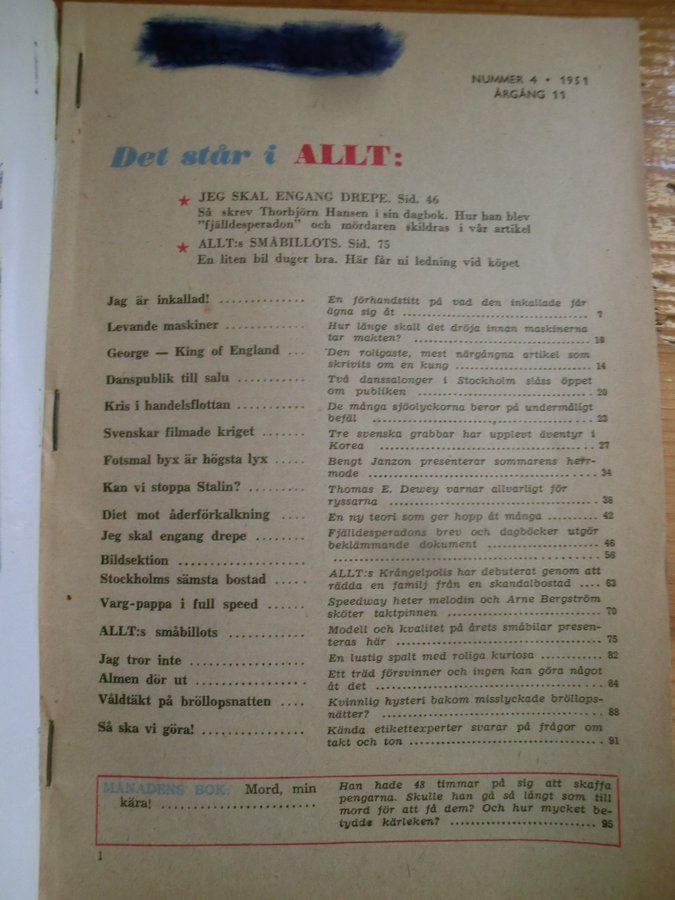 NUMMER 4 • 1951
ÅRGÅNG 11
Det står i ALLT:
★ JEG SKAL ENGANG DREPE. Sid. 46
Så skrev Thorbjörn Hansen i sin dagbok. Hur han blev
"fjälldesperadon" och mördaren skildras i vår artikel
★ ALLT:s SMÅBILLOTS. Sid. 75
En liten bil duger bra. Här får ni ledning vid köpet
Jag är inkallad! ............. En förhandstitt på vad den inkallade får
ägna sig åt ............................ 7
Levande maskiner ............ Hur länge skall det dröja innan maskinerna
tar makten? ............................ 10
George — King of England ... Den roligaste, mest närgångna artikel som
skrivits om en kung .................... 14
Danspublik till salu ........... Två danssalonger i Stockholm slåss öppet
om publiken ............................ 20
Kris i handelsflottan ........... De många sjöolyckorna beror på undermåligt
befäl .................................. 23
Svenskar filmade kriget ....... Tre svenska grabbar har upplevt äventyr i
Korea .................................. 27
Fotsmal byx är högsta lyx ..... Bengt Janzon presenterar sommarens herr-
mode ................................... 34
Kan vi stoppa Stalin? ......... Thomas E. Dewey varnar allvarligt för
ryssarna ............................... 38
Diet mot åderförkalkning .... En ny teori som ger hopp åt många .......... 42
Jeg skal engang drepe ........ Fjälldesperadons brev och dagböcker utgör
beklämmande dokument ................... 46
Bildsektion .................. ........................................ 56
Stockholms sämsta bostad ..... ALLT:s Krångelpolis har debuterat genom att
rädda en familj från en skandalbostad .... 63
Varg-pappa i full speed ...... Speedway heter melodin och Arne Bergström
sköter taktpinnen ...................... 70
ALLT:s småbillots ............ Modell och kvalitet på årets småbilar presen-
teras här .............................. 75
Jag tror inte ................. En lustig spalt med roliga kuriosa ............ 82
Almen dör ut ................. Ett träd försvinner och ingen kan göra något
åt det ................................. 84
Våldtäkt på bröllopsnatten .... Kvinnlig hysteri bakom misslyckade bröllops-
nätter? ................................ 88
Så ska vi göra! ............... Kända etikettexperter svarar på frågor om
takt och ton ........................... 91
MÅNADENS BOK: Mord, min Han hade 48 timmar på sig att skaffa
kära! ....................... pengarna. Skulle han gå så långt som till
mord för att få dem? Och hur mycket be-
tydde kärleken? ........................ 95
1